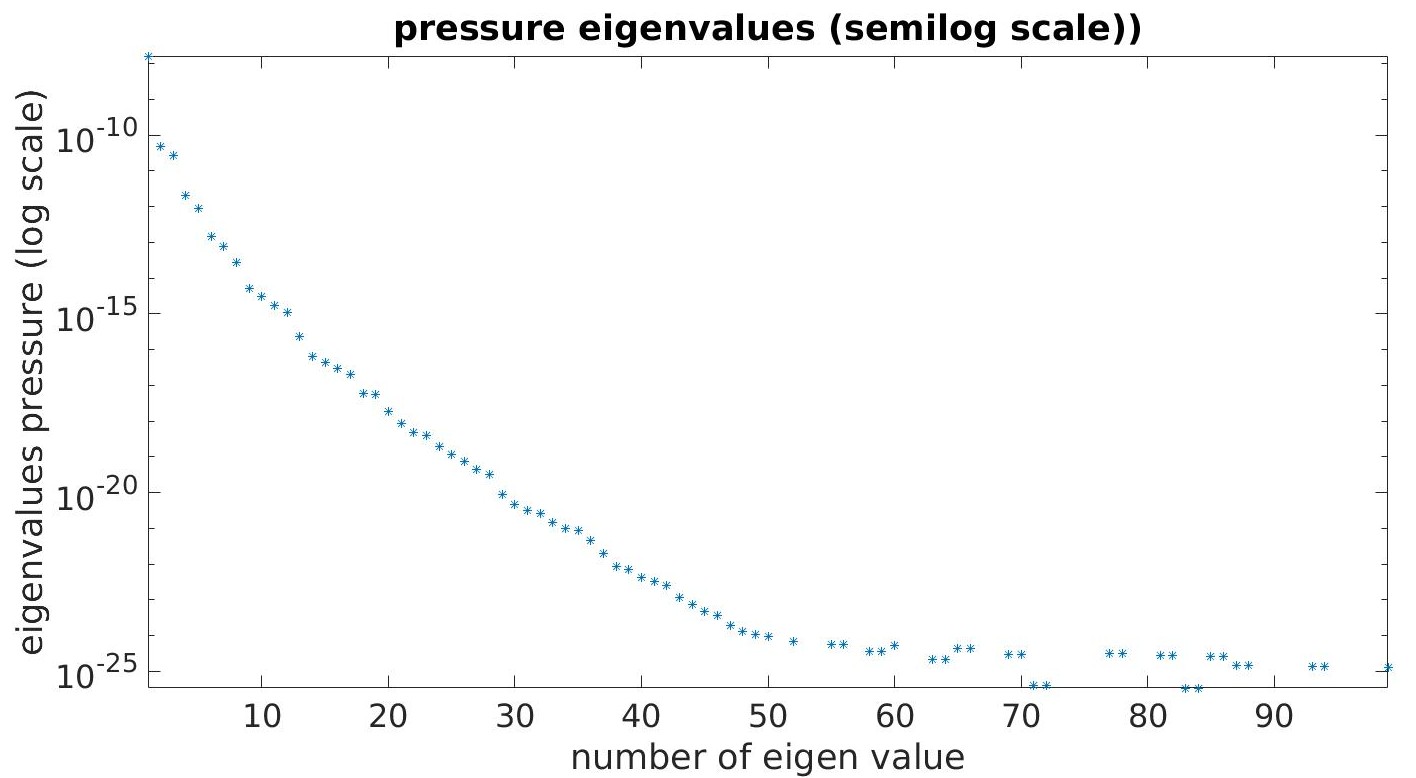 pressure eigenvalues (semilog scale))
eigenvalues pressure (log scale)
10^-10
10^-15
10^-20
10^-25
10 20 30 40 50 60 70 80 90
number of eigen value